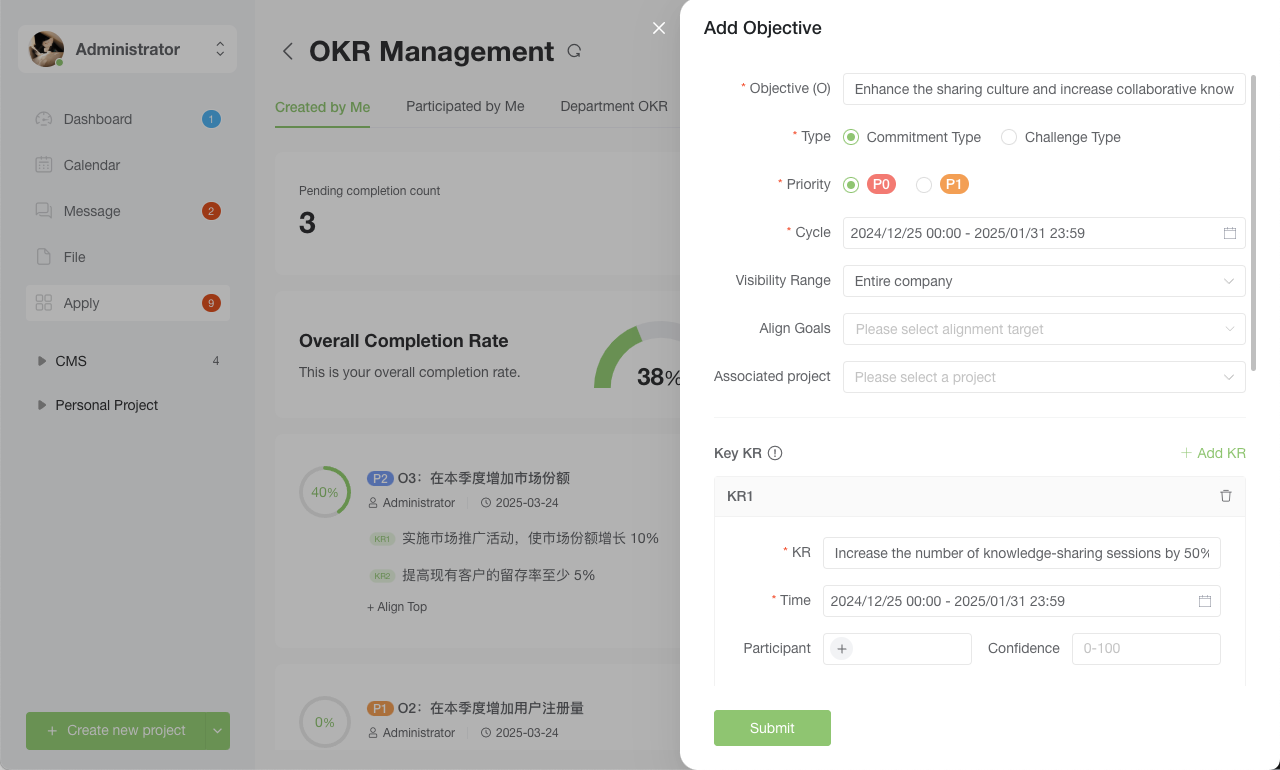 Administrator
Dashboard 1
Calendar
Message 2
File
Apply 9
CMS 4
Personal Project
+ Create new project
OKR Management
Created by Me Participated by Me Department OKR
Pending completion count
3
Overall Completion Rate
This is your overall completion rate.
38%
40%
P2 O3：在本季度增加市场份额
Administrator 2025-03-24
KR1 实施市场推广活动，使市场份额增长 10%
KR2 提高现有客户的留存率至少 5%
+ Align Top
0%
P1 O2：在本季度增加用户注册量
Administrator 2025-03-24
Add Objective
* Objective (O) Enhance the sharing culture and increase collaborative know
* Type Commitment Type Challenge Type
* Priority P0 P1
* Cycle 2024/12/25 00:00 - 2025/01/31 23:59
Visibility Range Entire company
Align Goals Please select alignment target
Associated project Please select a project
Key KR + Add KR
KR1
* KR Increase the number of knowledge-sharing sessions by 50%
* Time 2024/12/25 00:00 - 2025/01/31 23:59
Participant + Confidence 0-100
Submit